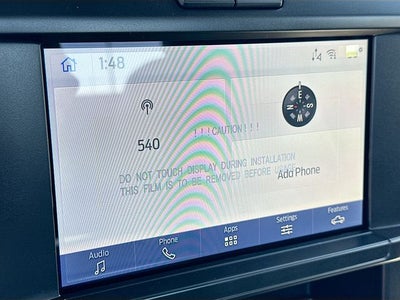 1:48
540
! ! ! CAUTION ! ! !
DO NOT TOUCH DISPLAY DURING INSTALLATION
THIS FILM IS TO BE REMOVED BEFORE USAGE
Add Phone
N E S W
Audio
Phone
Apps
Settings
Features